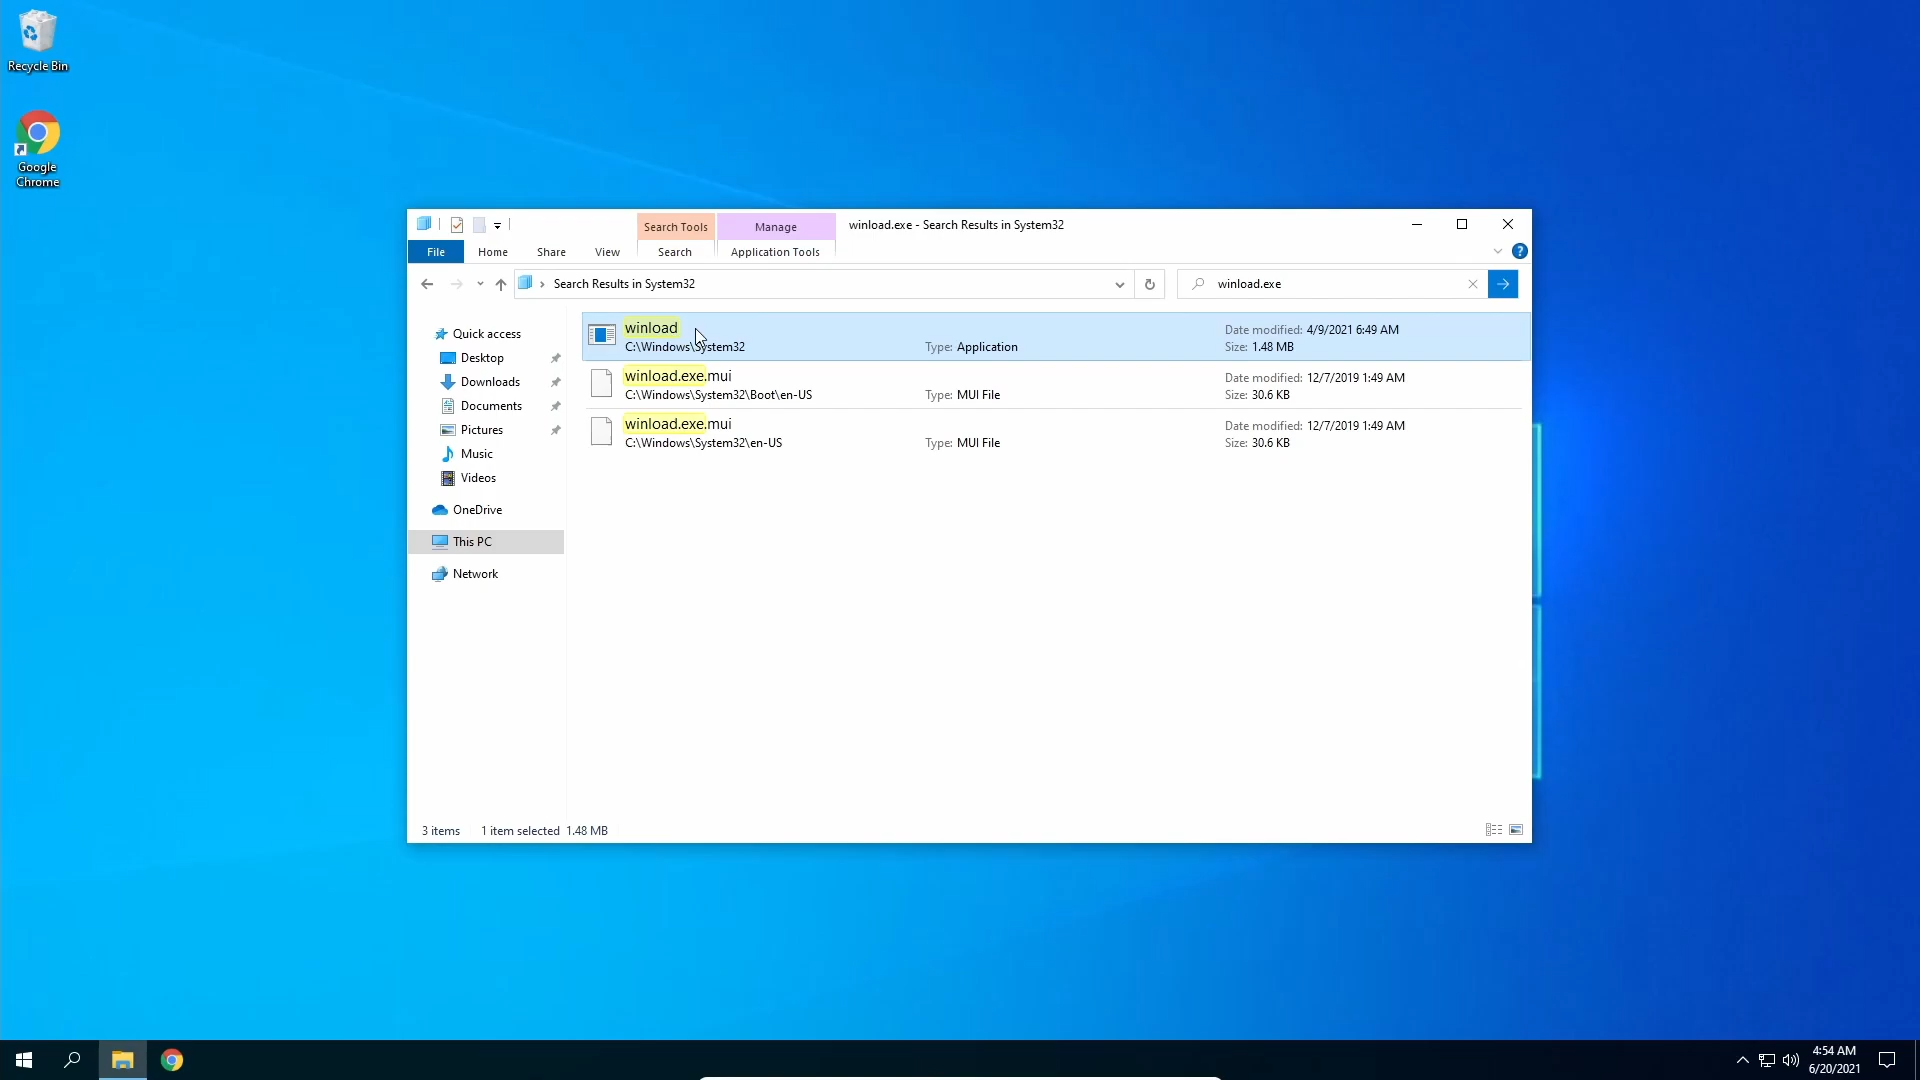 Recycle Bin
Google
Chrome
Search Tools
Manage
winload.exe - Search Results in System32
File
Home
Share
View
Search
Application Tools
Search Results in System32
winload.exe
Quick access
Desktop
Downloads
Documents
Pictures
Music
Videos
OneDrive
This PC
Network
winload
C:\Windows\System32
Type: Application
Date modified: 4/9/2021 6:49 AM
Size: 1.48 MB
winload.exe.mui
C:\Windows\System32\Boot\en-US
Type: MUI File
Date modified: 12/7/2019 1:49 AM
Size: 30.6 KB
winload.exe.mui
C:\Windows\System32\en-US
Type: MUI File
Date modified: 12/7/2019 1:49 AM
Size: 30.6 KB
3 items 1 item selected 1.48 MB
4:54 AM
6/20/2021